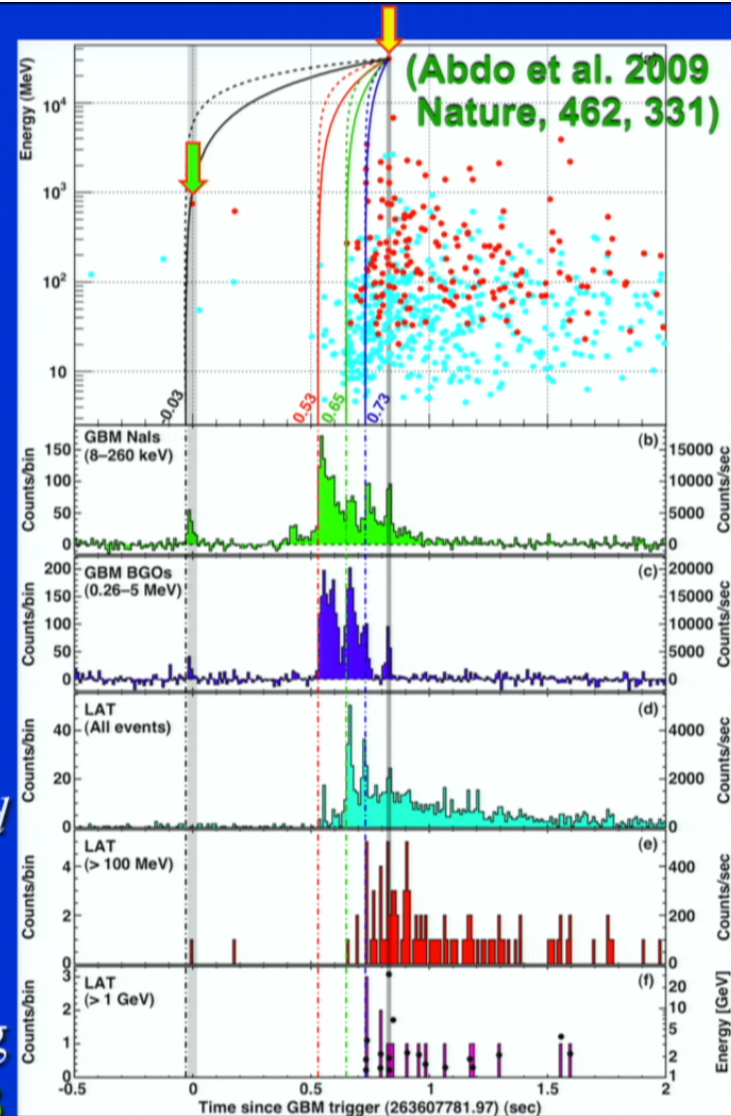 (Abdo et al. 2009
Nature, 462, 331)
Energy (MeV)
10⁴
10³
10²
10
-0.03
0.53
0.65
0.73
GBM NaIs
(8–260 keV)
(b)
Counts/bin
150
100
50
0
15000
10000
5000
0
Counts/sec
GBM BGOs
(0.26–5 MeV)
(c)
Counts/bin
200
150
100
50
0
20000
15000
10000
50000
0
Counts/sec
LAT
(All events)
(d)
Counts/bin
40
20
0
4000
2000
0
Counts/sec
LAT
(> 100 MeV)
(e)
Counts/bin
4
2
0
400
200
0
Counts/sec
LAT
(> 1 GeV)
(f)
Counts/bin
3
2
1
0
20
10
5
2
1
Energy [GeV]
-0.5
0
0.5
1
1.5
2
Time since GBM trigger (263607781.97) (sec)